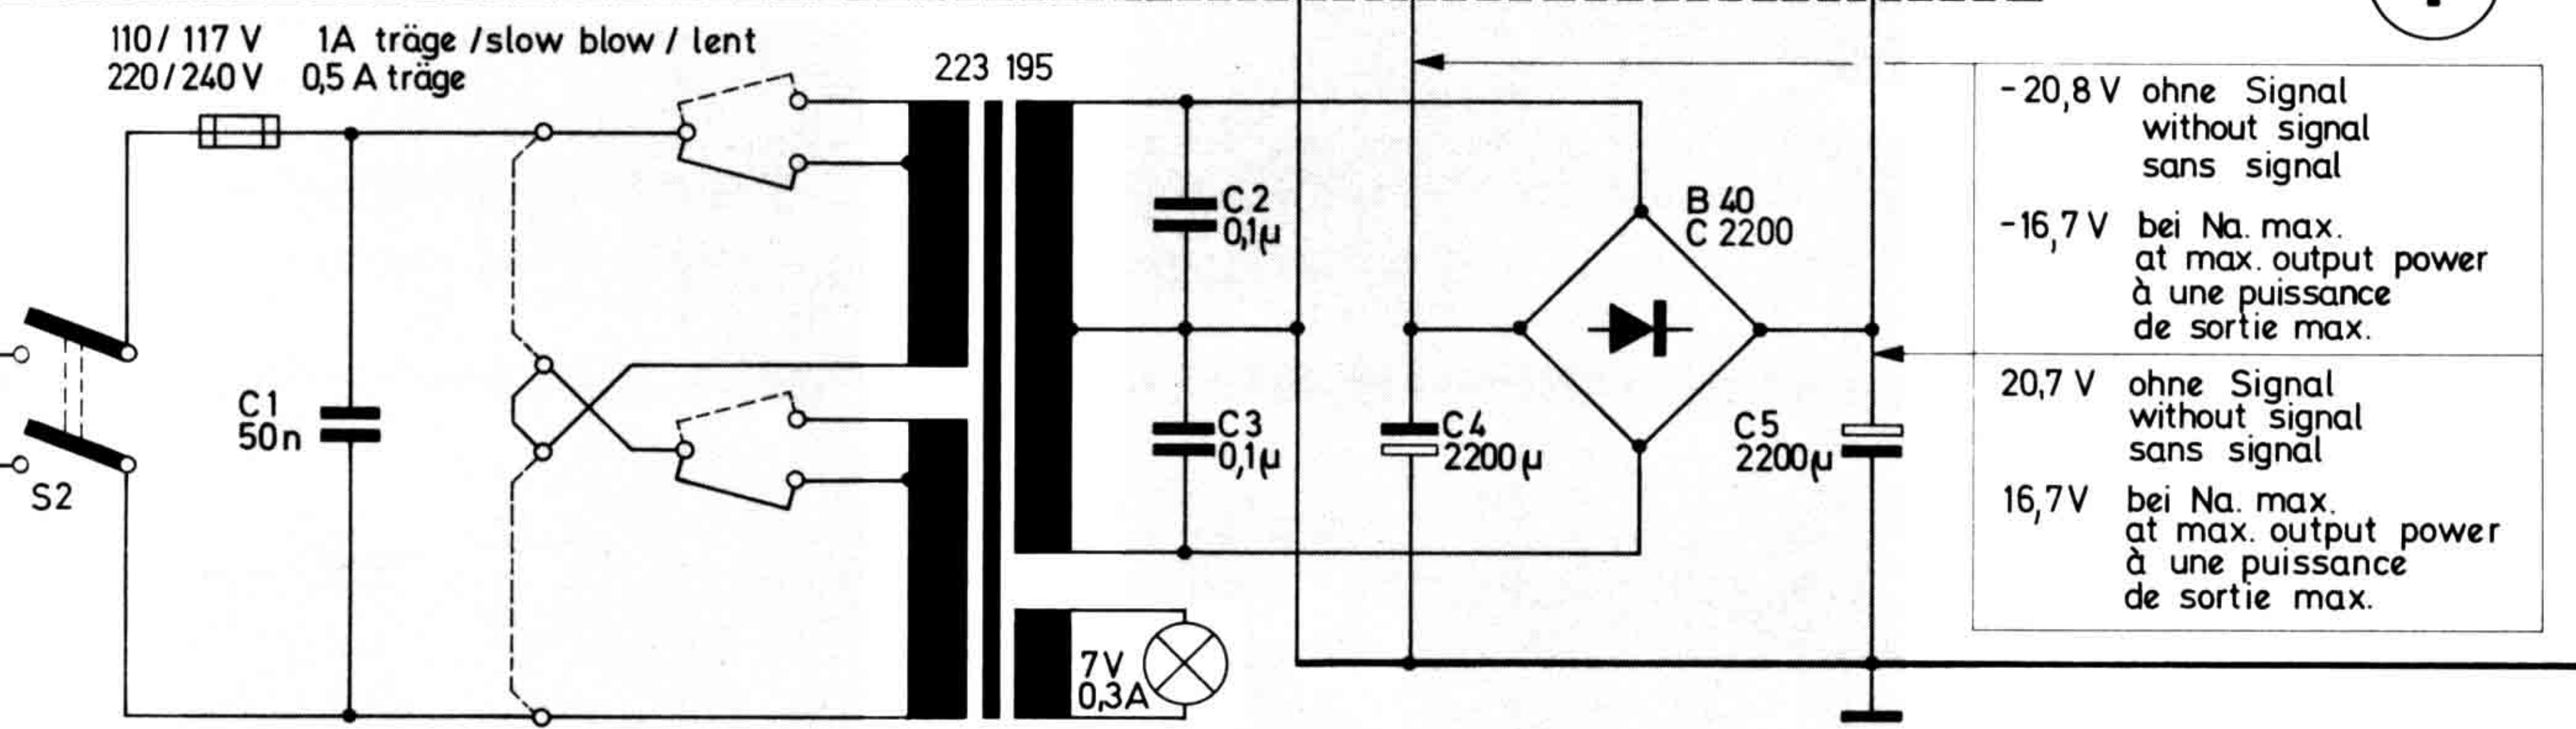 110/ 117 V 1A träge /slow blow / lent
220/240 V 0,5 A träge
223 195
S2
C1
50n
C2
0,1µ
C3
0,1µ
7V
0,3A
C4
2200µ
B 40
C 2200
C5
2200µ
-20,8 V ohne Signal
without signal
sans signal
-16,7 V bei Na. max.
at max. output power
à une puissance
de sortie max.
20,7 V ohne Signal
without signal
sans signal
16,7V bei Na. max.
at max. output power
à une puissance
de sortie max.